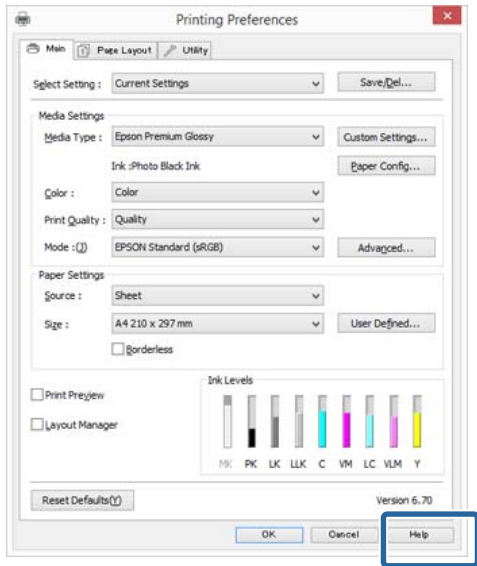 Printing Preferences
Main Page Layout Utility
Select Setting : Current Settings Save/Del...
Media Settings
Media Type : Epson Premium Glossy Custom Settings...
Ink :Photo Black Ink Paper Config...
Color : Color
Print Quality : Quality
Mode :(J) EPSON Standard (sRGB) Advanced...
Paper Settings
Source : Sheet
Size : A4 210 x 297 mm User Defined...
Borderless
Print Preview
Layout Manager
Ink Levels
MK PK LK LLK C VM LC VLM Y
Reset Defaults(Y) Version 6.70
OK Cancel Help